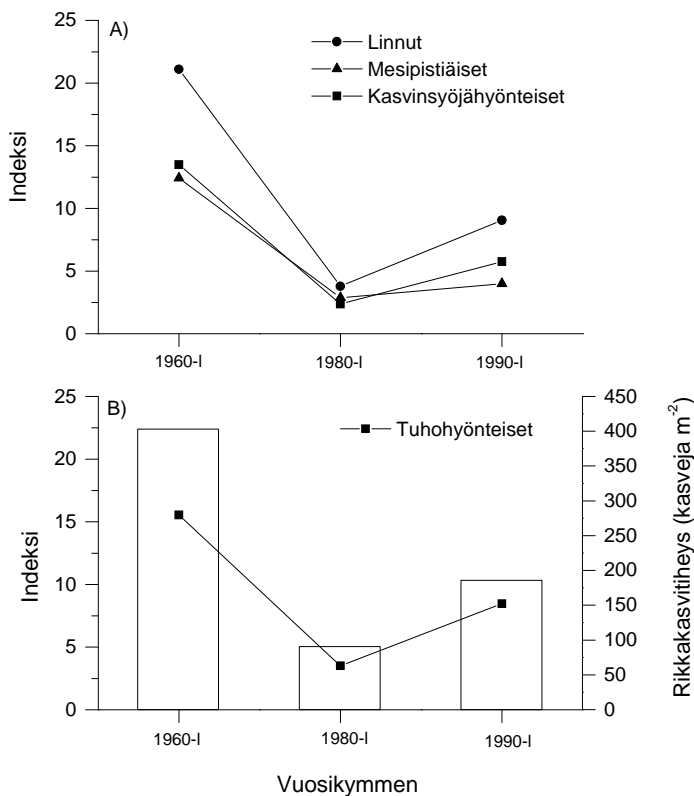 A)
Linnut
Mesipistiäiset
Kasvinsyöjähyönteiset
Indeksi
25
20
15
10
5
0
1960-I
1980-I
1990-I
B)
Tuhohyönteiset
Indeksi
25
20
15
10
5
0
450
400
350
300
250
200
150
100
50
0
Rikkakasvitiheys (kasveja m⁻²)
1960-I
1980-I
1990-I
Vuosikymmen